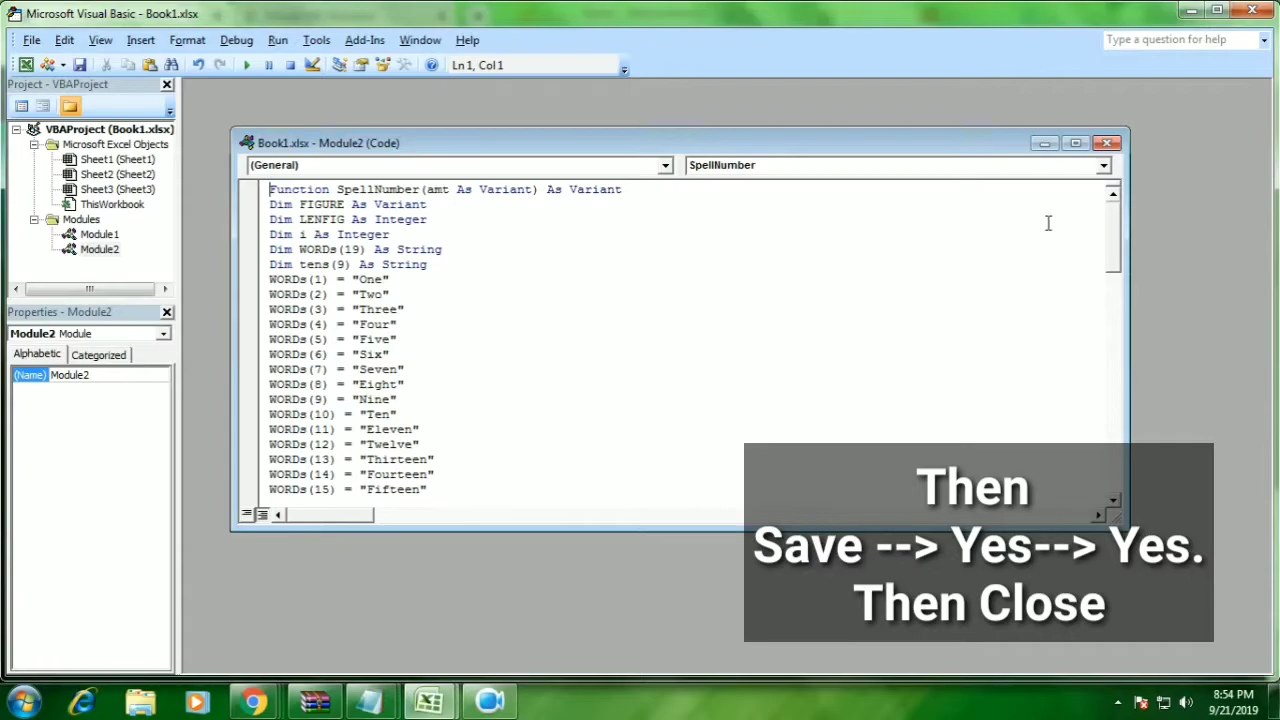 Microsoft Visual Basic - Book1.xlsx
File Edit View Insert Format Debug Run Tools Add-Ins Window Help
Type a question for help
Ln 1, Col 1
Project - VBAProject
VBAProject (Book1.xlsx)
Microsoft Excel Objects
Sheet1 (Sheet1)
Sheet2 (Sheet2)
Sheet3 (Sheet3)
ThisWorkbook
Modules
Module1
Module2
Properties - Module2
Module2 Module
Alphabetic Categorized
(Name) Module2
Book1.xlsx - Module2 (Code)
(General) SpellNumber
Function SpellNumber(amt As Variant) As Variant
Dim FIGURE As Variant
Dim LENFIG As Integer
Dim i As Integer
Dim WORDs(19) As String
Dim tens(9) As String
WORDs(1) = "One"
WORDs(2) = "Two"
WORDs(3) = "Three"
WORDs(4) = "Four"
WORDs(5) = "Five"
WORDs(6) = "Six"
WORDs(7) = "Seven"
WORDs(8) = "Eight"
WORDs(9) = "Nine"
WORDs(10) = "Ten"
WORDs(11) = "Eleven"
WORDs(12) = "Twelve"
WORDs(13) = "Thirteen"
WORDs(14) = "Fourteen"
WORDs(15) = "Fifteen"
Then
Save --> Yes--> Yes.
Then Close
8:54 PM
9/21/2019